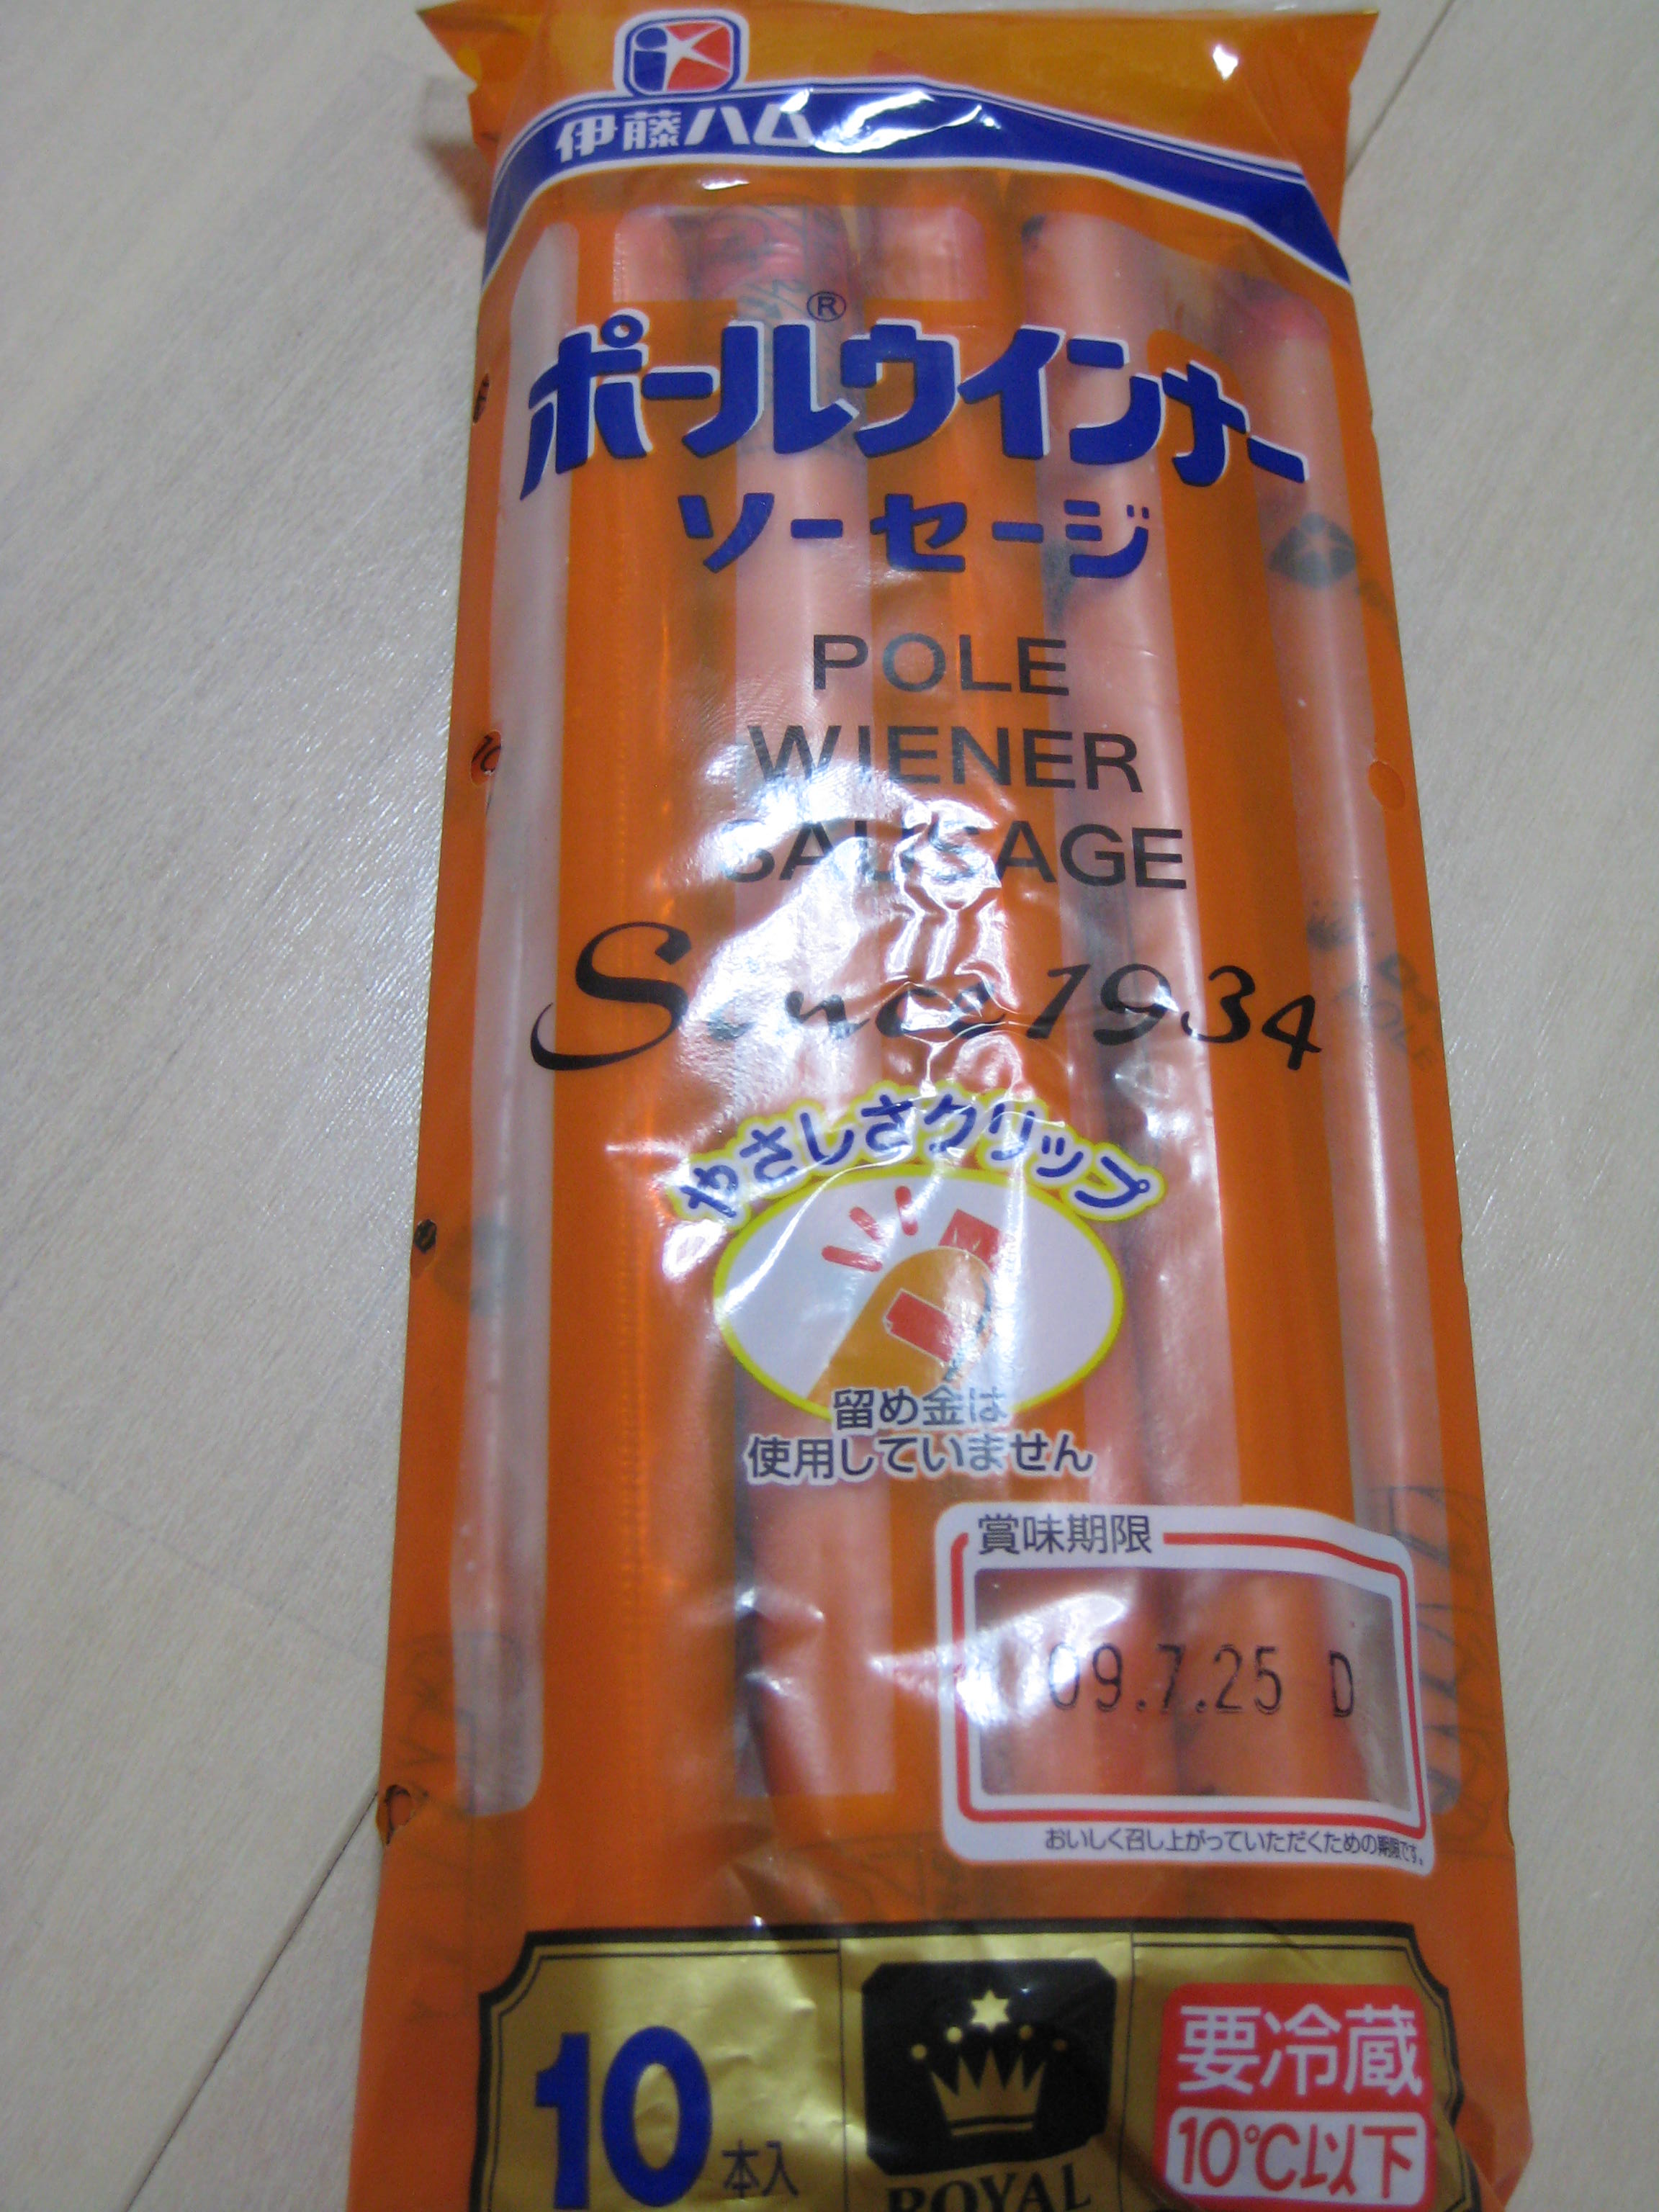 伊藤ハム
®
ポールウインナー
ソーセージ
POLE
WIENER
SAUSAGE
Since 1934
やさしさクリップ
留め金は
使用していません
賞味期限
09.7.25 D
おいしく召し上がっていただくための期限です。
10本入
ROYAL
要冷蔵
10℃以下